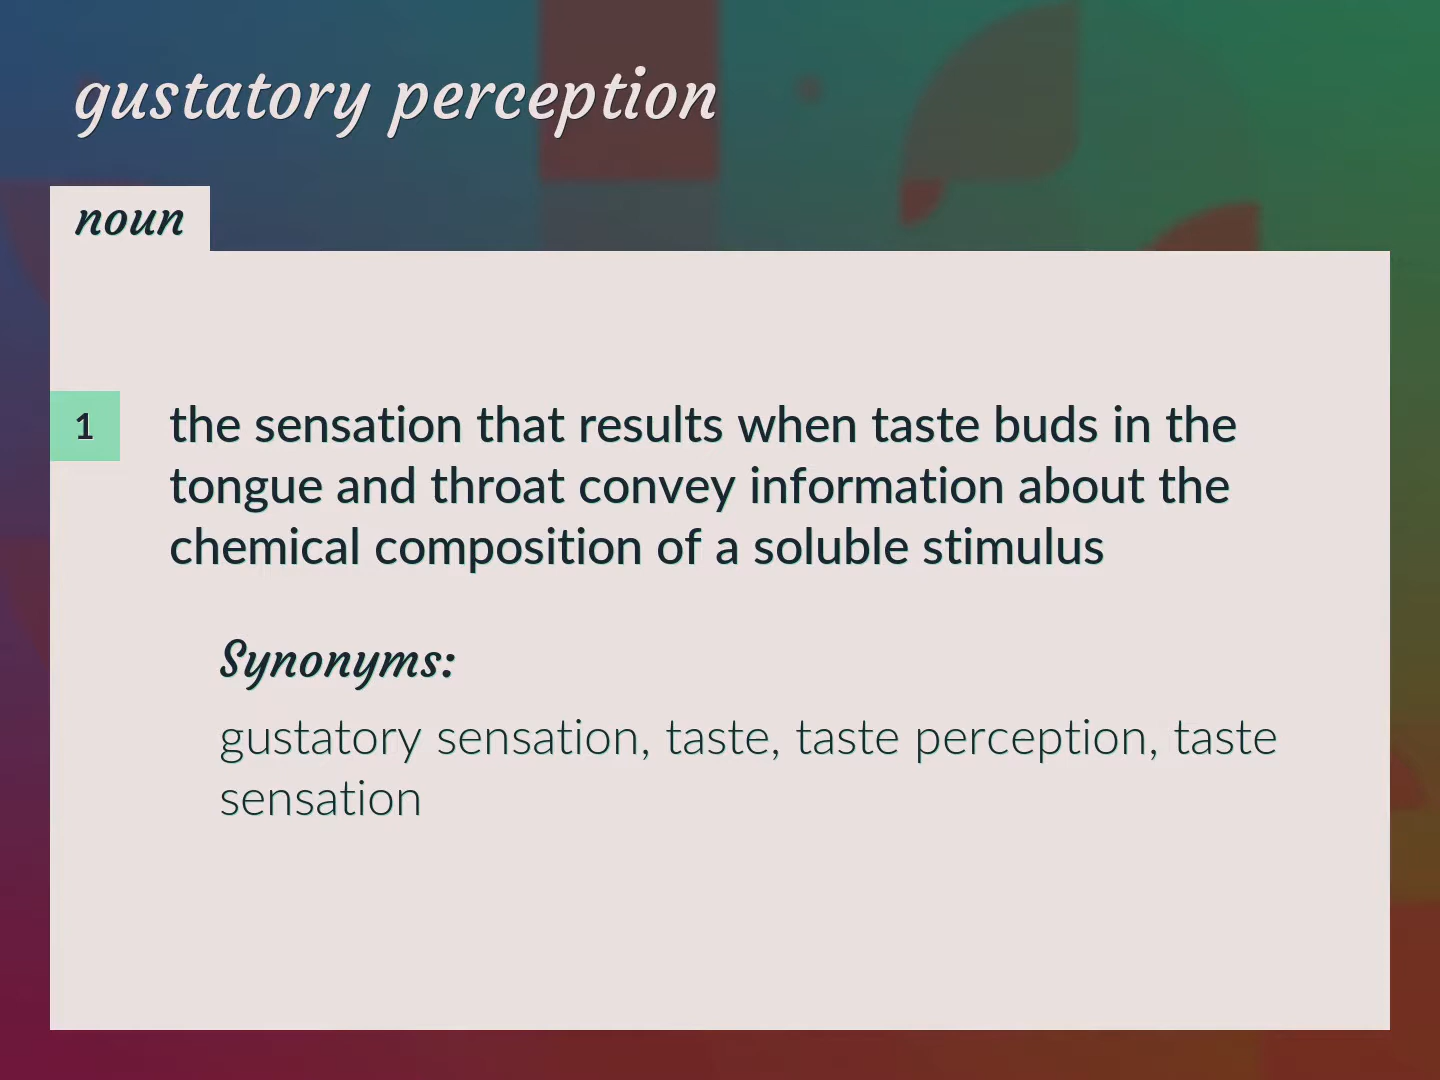 gustatory perception
noun
1
the sensation that results when taste buds in the
tongue and throat convey information about the
chemical composition of a soluble stimulus
Synonyms:
gustatory sensation, taste, taste perception, taste
sensation